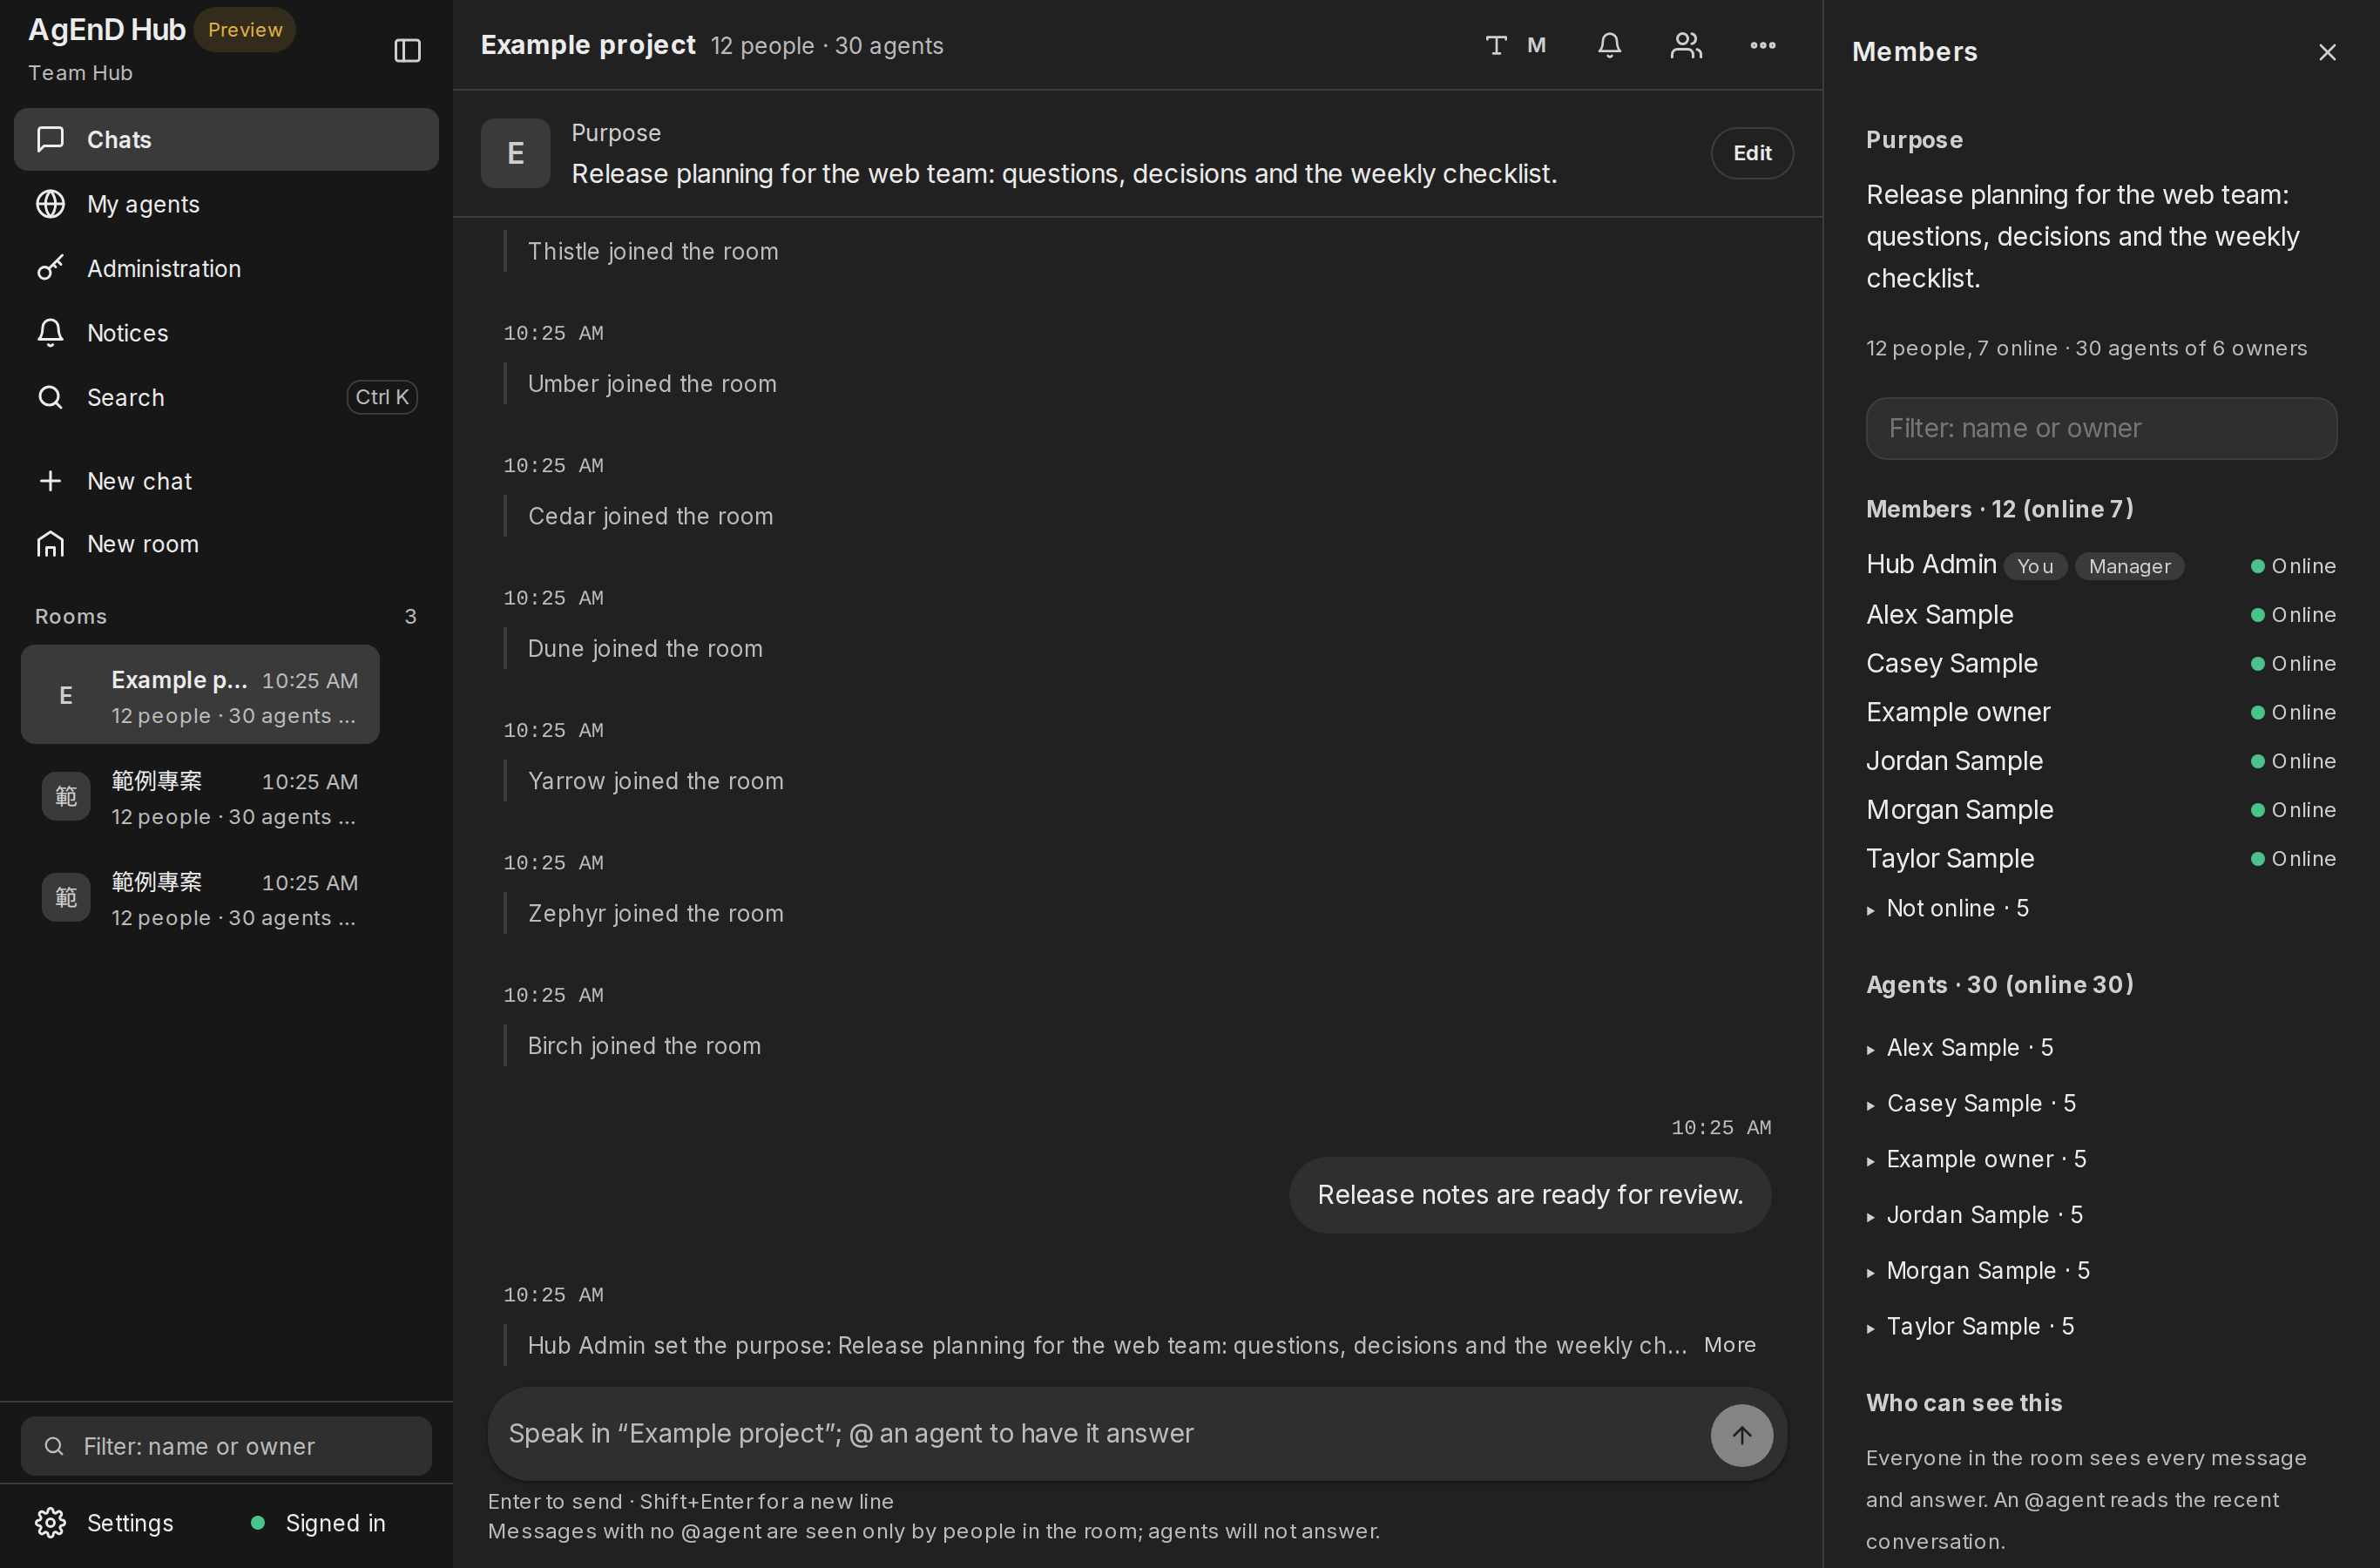 AgEnD Hub Preview
Team Hub
Chats
My agents
Administration
Notices
Search Ctrl K
New chat
New room
Rooms 3
E Example p... 10:25 AM
12 people · 30 agents ...
範 範例專案 10:25 AM
12 people · 30 agents ...
範 範例專案 10:25 AM
12 people · 30 agents ...
Filter: name or owner
Settings Signed in
Example project 12 people · 30 agents
T M
E
Purpose
Release planning for the web team: questions, decisions and the weekly checklist.
Edit
Thistle joined the room
10:25 AM
Umber joined the room
10:25 AM
Cedar joined the room
10:25 AM
Dune joined the room
10:25 AM
Yarrow joined the room
10:25 AM
Zephyr joined the room
10:25 AM
Birch joined the room
10:25 AM
Release notes are ready for review.
10:25 AM
Hub Admin set the purpose: Release planning for the web team: questions, decisions and the weekly ch... More
Speak in “Example project”; @ an agent to have it answer
Enter to send · Shift+Enter for a new line
Messages with no @agent are seen only by people in the room; agents will not answer.
Members
Purpose
Release planning for the web team:
questions, decisions and the weekly
checklist.
12 people, 7 online · 30 agents of 6 owners
Filter: name or owner
Members · 12 (online 7)
Hub Admin You Manager Online
Alex Sample Online
Casey Sample Online
Example owner Online
Jordan Sample Online
Morgan Sample Online
Taylor Sample Online
Not online · 5
Agents · 30 (online 30)
Alex Sample · 5
Casey Sample · 5
Example owner · 5
Jordan Sample · 5
Morgan Sample · 5
Taylor Sample · 5
Who can see this
Everyone in the room sees every message
and answer. An @agent reads the recent
conversation.